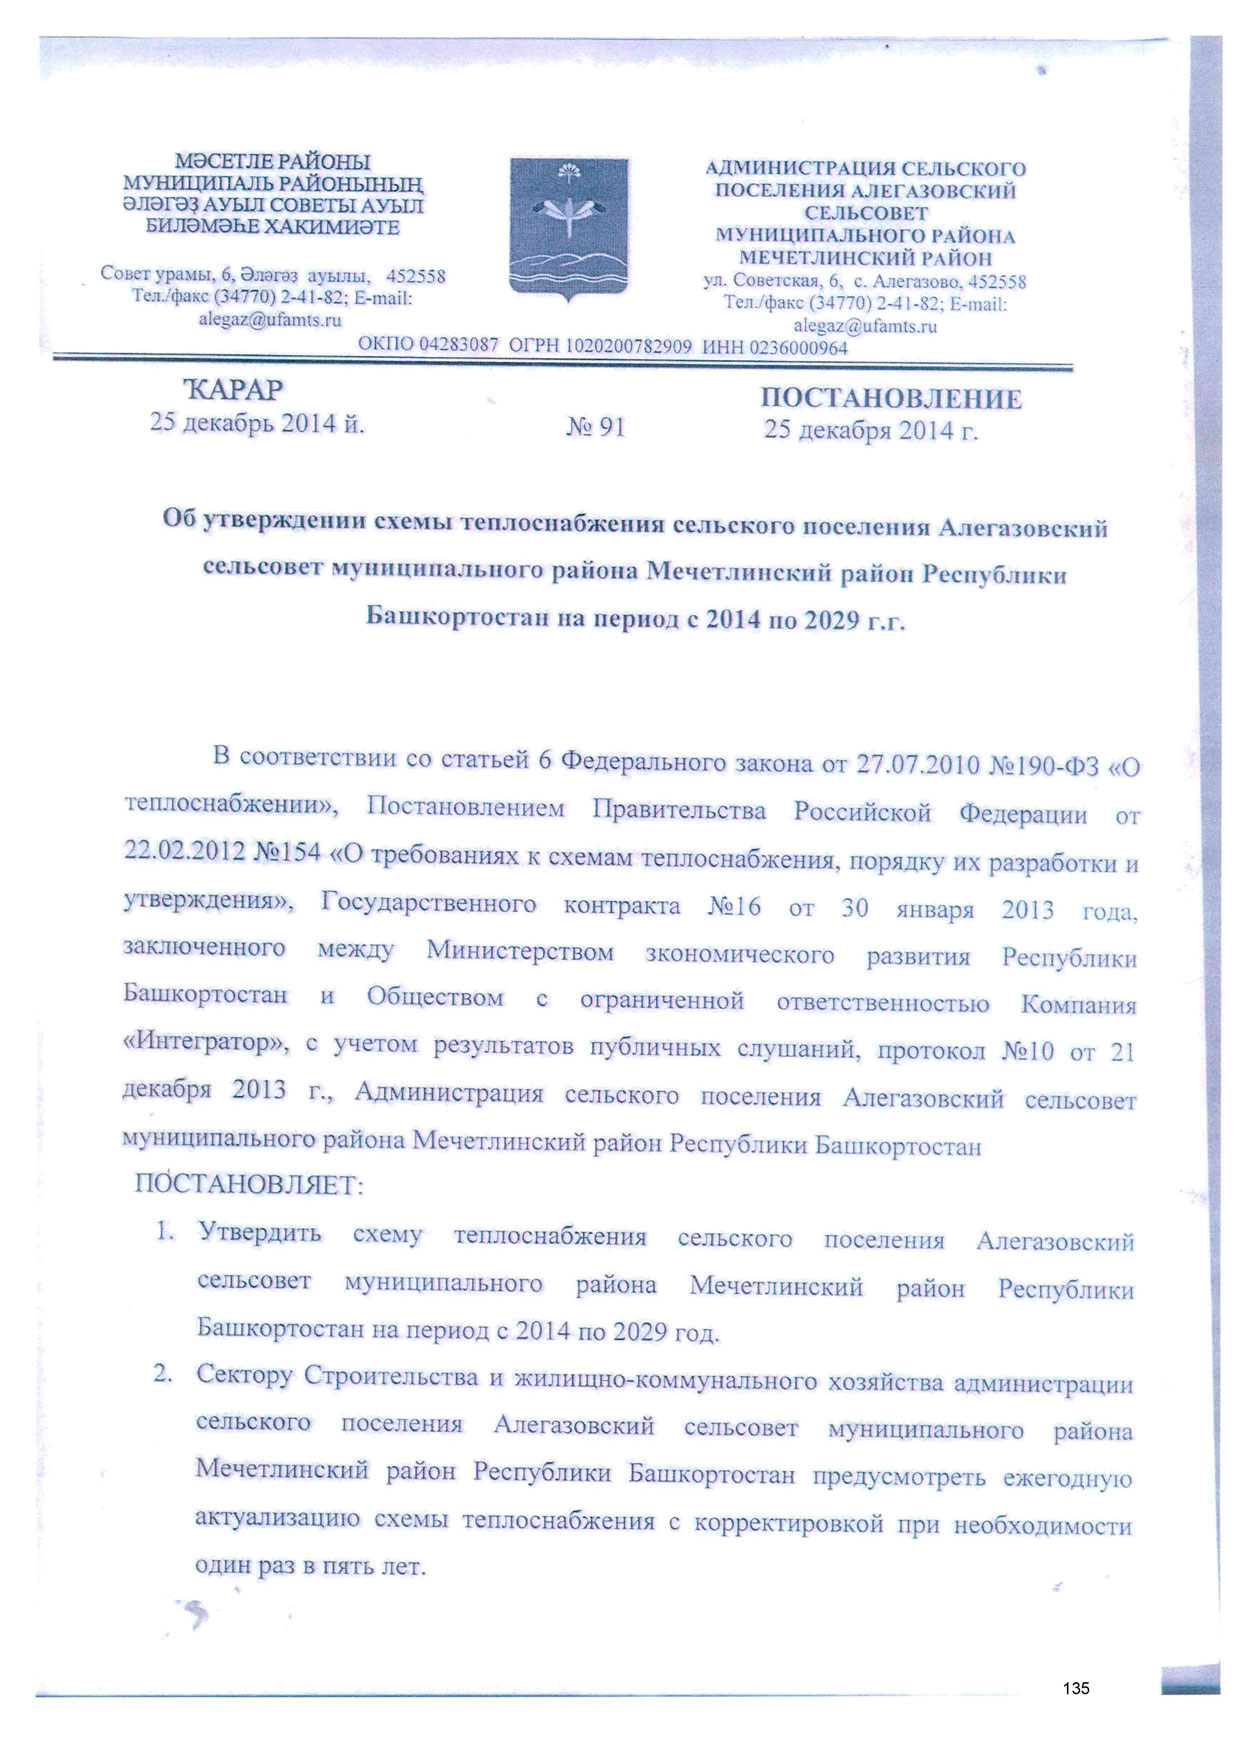 МӘСЕТЛЕ РАЙОНЫ
МУНИЦИПАЛЬ РАЙОНЫНЫҢ
ӘЛӘГӘҘ АУЫЛ СОВЕТЫ АУЫЛ
БИЛӘМӘҺЕ ХАКИМИӘТЕ
Совет урамы, 6, Әләгәҙ ауылы, 452558
Тел./факс (34770) 2-41-82; E-mail:
alegaz@ufamts.ru
АДМИНИСТРАЦИЯ СЕЛЬСКОГО
ПОСЕЛЕНИЯ АЛЕГАЗОВСКИЙ
СЕЛЬСОВЕТ
МУНИЦИПАЛЬНОГО РАЙОНА
МЕЧЕТЛИНСКИЙ РАЙОН
ул. Советская, 6, с. Алегазово, 452558
Тел./факс (34770) 2-41-82; E-mail:
alegaz@ufamts.ru
ОКПО 04283087 ОГРН 1020200782909 ИНН 0236000964
ҠАРАР
ПОСТАНОВЛЕНИЕ
25 декабрь 2014 й. № 91 25 декабря 2014 г.
Об утверждении схемы теплоснабжения сельского поселения Алегазовский
сельсовет муниципального района Мечетлинский район Республики
Башкортостан на период с 2014 по 2029 г.г.
В соответствии со статьей 6 Федерального закона от 27.07.2010 №190-ФЗ «О
теплоснабжении», Постановлением Правительства Российской Федерации от
22.02.2012 №154 «О требованиях к схемам теплоснабжения, порядку их разработки и
утверждения», Государственного контракта №16 от 30 января 2013 года,
заключенного между Министерством зкономического развития Республики
Башкортостан и Обществом с ограниченной ответственностью Компания
«Интегратор», с учетом результатов публичных слушаний, протокол №10 от 21
декабря 2013 г., Администрация сельского поселения Алегазовский сельсовет
муниципального района Мечетлинский район Республики Башкортостан
ПОСТАНОВЛЯЕТ:
1. Утвердить схему теплоснабжения сельского поселения Алегазовский
сельсовет муниципального района Мечетлинский район Республики
Башкортостан на период с 2014 по 2029 год.
2. Сектору Строительства и жилищно-коммунального хозяйства администрации
сельского поселения Алегазовский сельсовет муниципального района
Мечетлинский район Республики Башкортостан предусмотреть ежегодную
актуализацию схемы теплоснабжения с корректировкой при необходимости
один раз в пять лет.
135